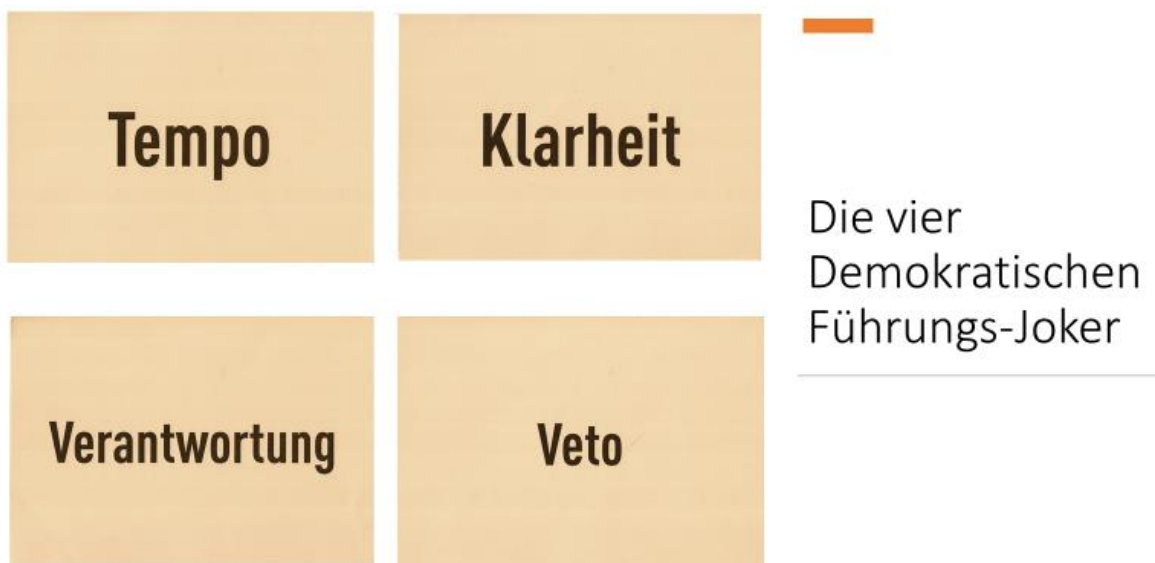 Tempo
Klarheit
Verantwortung
Veto
Die vier
Demokratischen
Führungs-Joker